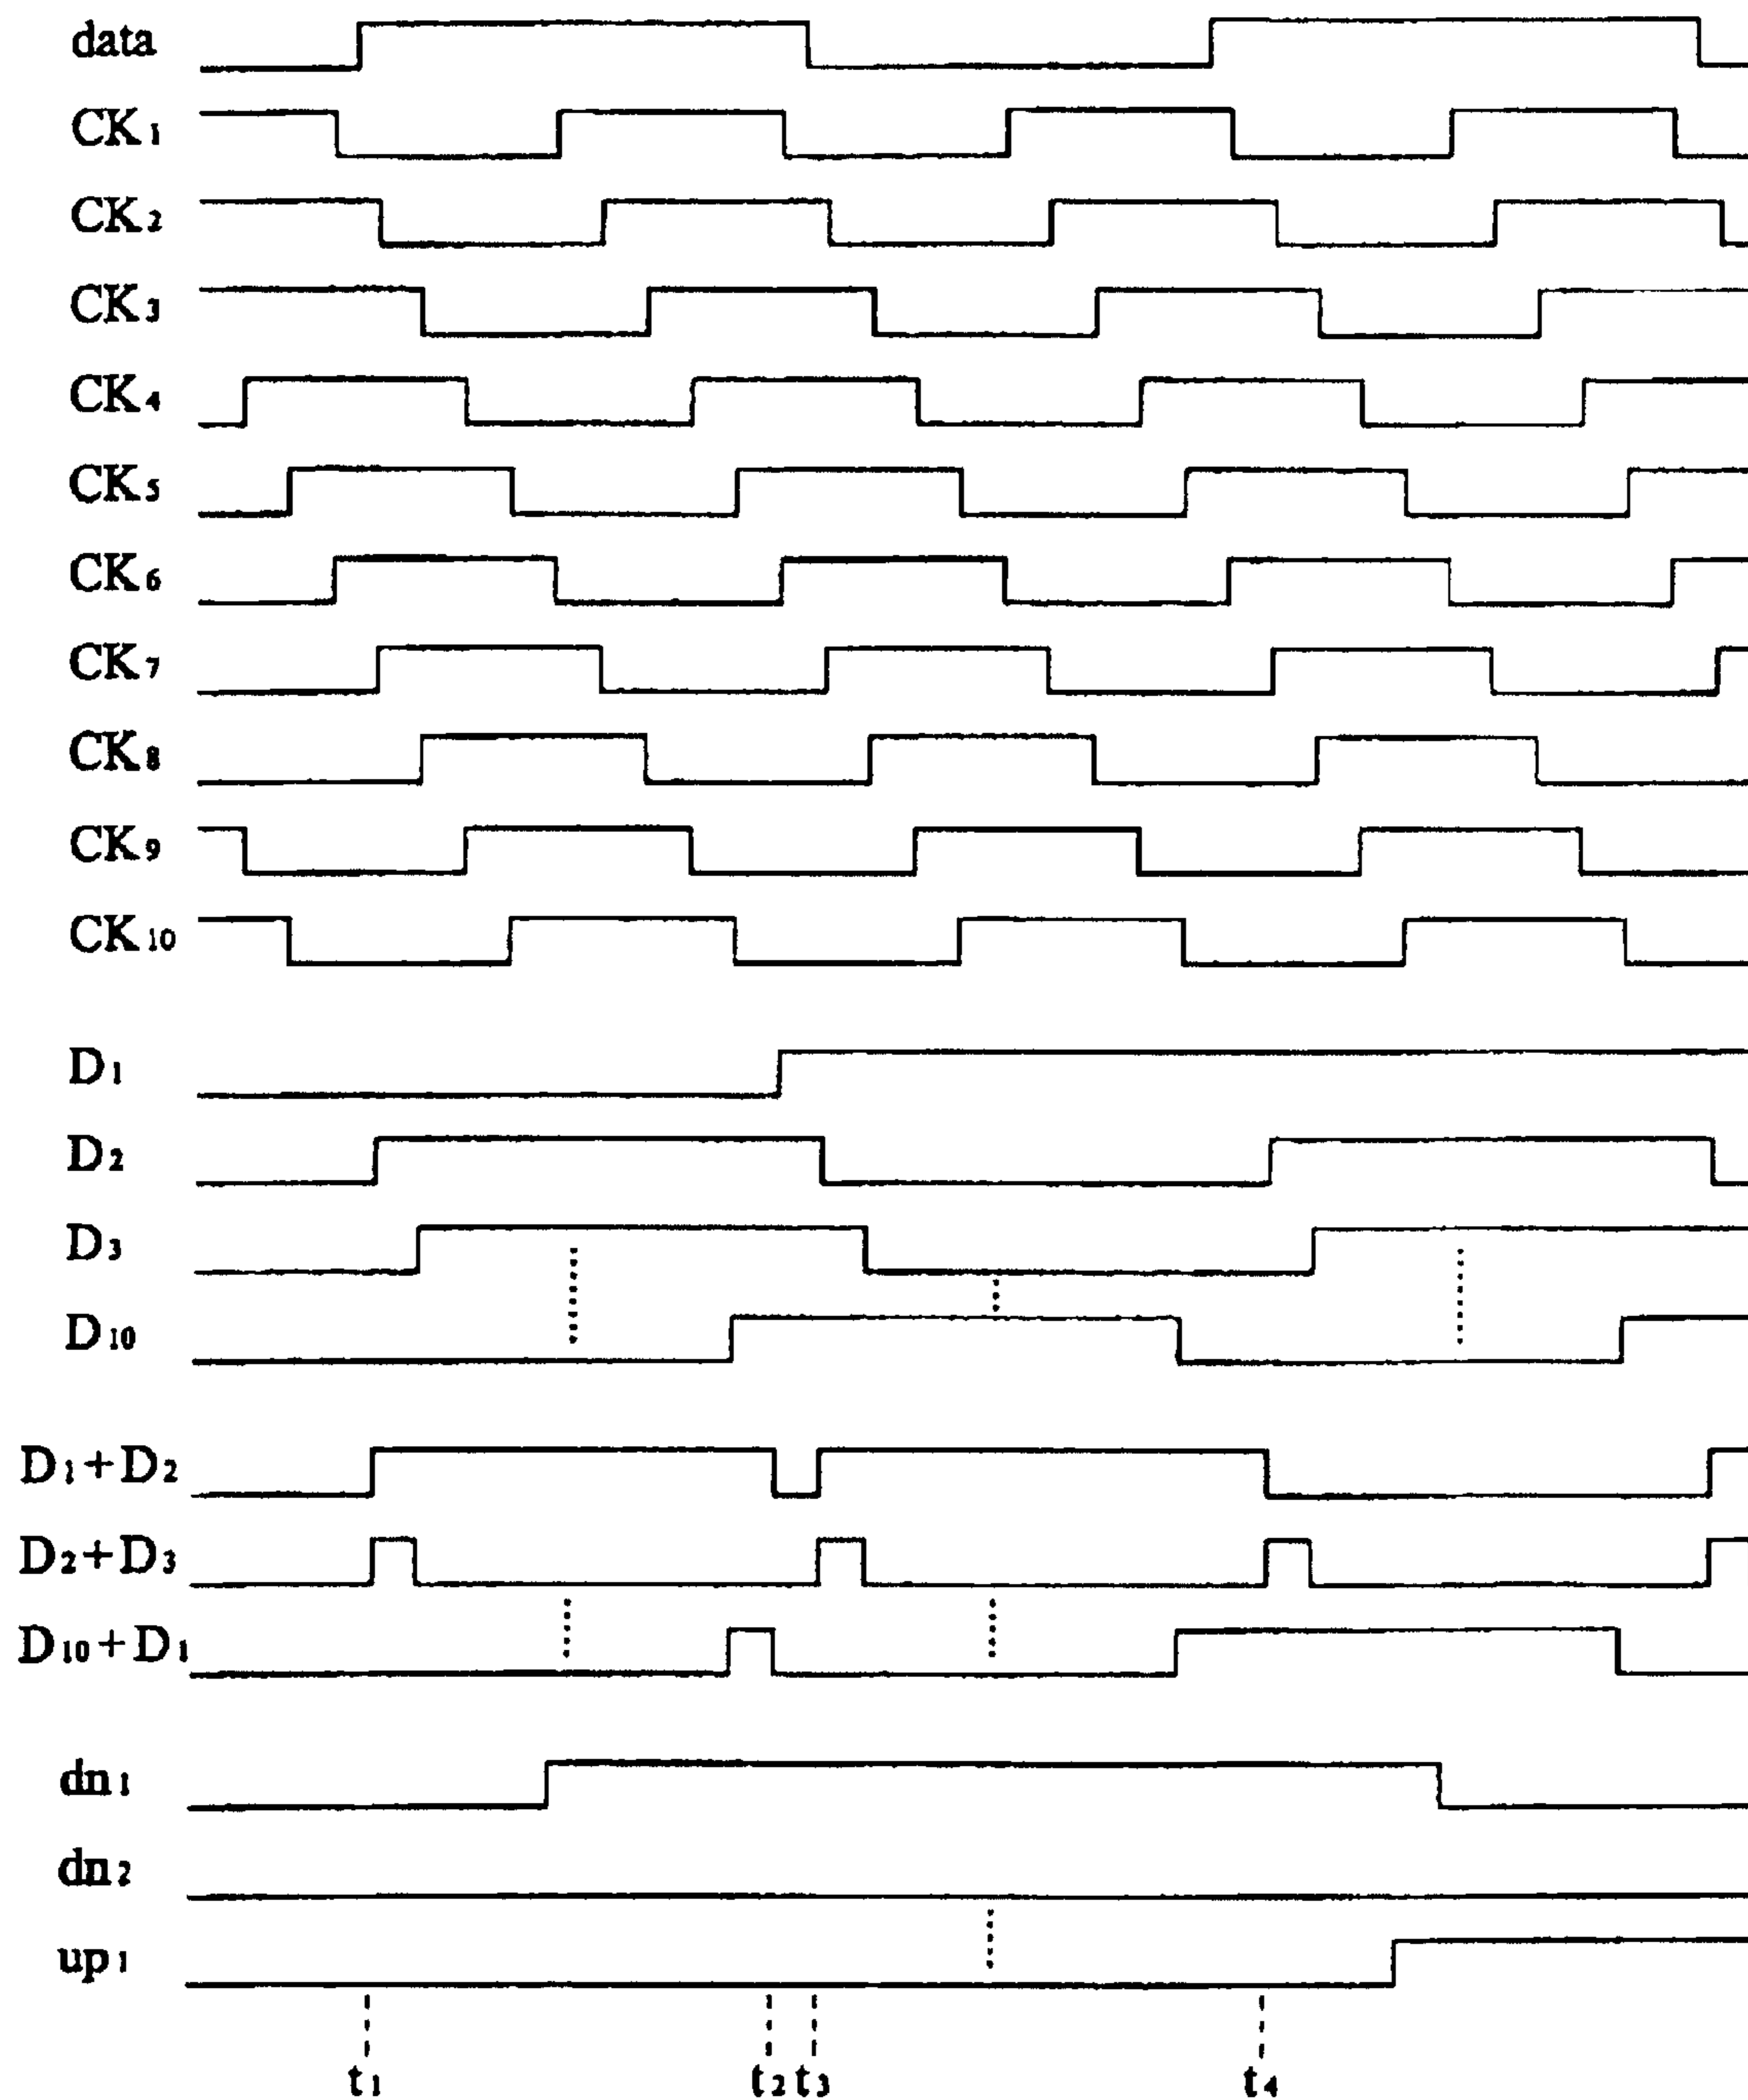 data
CK₁
CK₂
CK₃
CK₄
CK₅
CK₆
CK₇
CK₈
CK₉
CK₁₀
D₁
D₂
D₃
D₁₀
D₁+D₂
D₂+D₃
D₁₀+D₁
dn₁
dn₂
up₁
t₁ t₂ t₃ t₄